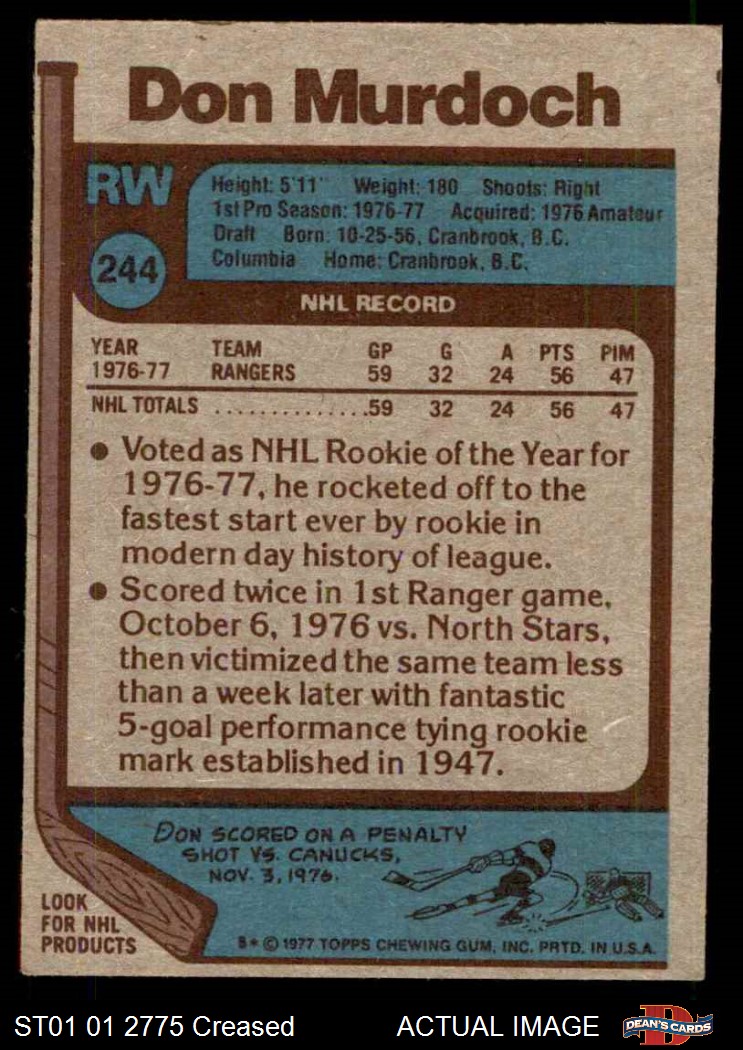 Don Murdoch
RW
244
Height: 5'11" Weight: 180 Shoots: Right
1st Pro Season: 1976-77 Acquired: 1976 Amateur
Draft Born: 10-25-56, Cranbrook, B.C.
Columbia Home: Cranbrook, B.C.
NHL RECORD
YEAR TEAM GP G A PTS PIM
1976-77 RANGERS 59 32 24 56 47
NHL TOTALS ..............59 32 24 56 47
• Voted as NHL Rookie of the Year for
1976-77, he rocketed off to the
fastest start ever by rookie in
modern day history of league.
• Scored twice in 1st Ranger game,
October 6, 1976 vs. North Stars,
then victimized the same team less
than a week later with fantastic
5-goal performance tying rookie
mark established in 1947.
DON SCORED ON A PENALTY
SHOT VS. CANUCKS,
NOV. 3, 1976.
LOOK
FOR NHL
PRODUCTS
B* © 1977 TOPPS CHEWING GUM, INC. PRTD. IN U.S.A.
ST01 01 2775 Creased ACTUAL IMAGE
D
DEAN'S CARDS